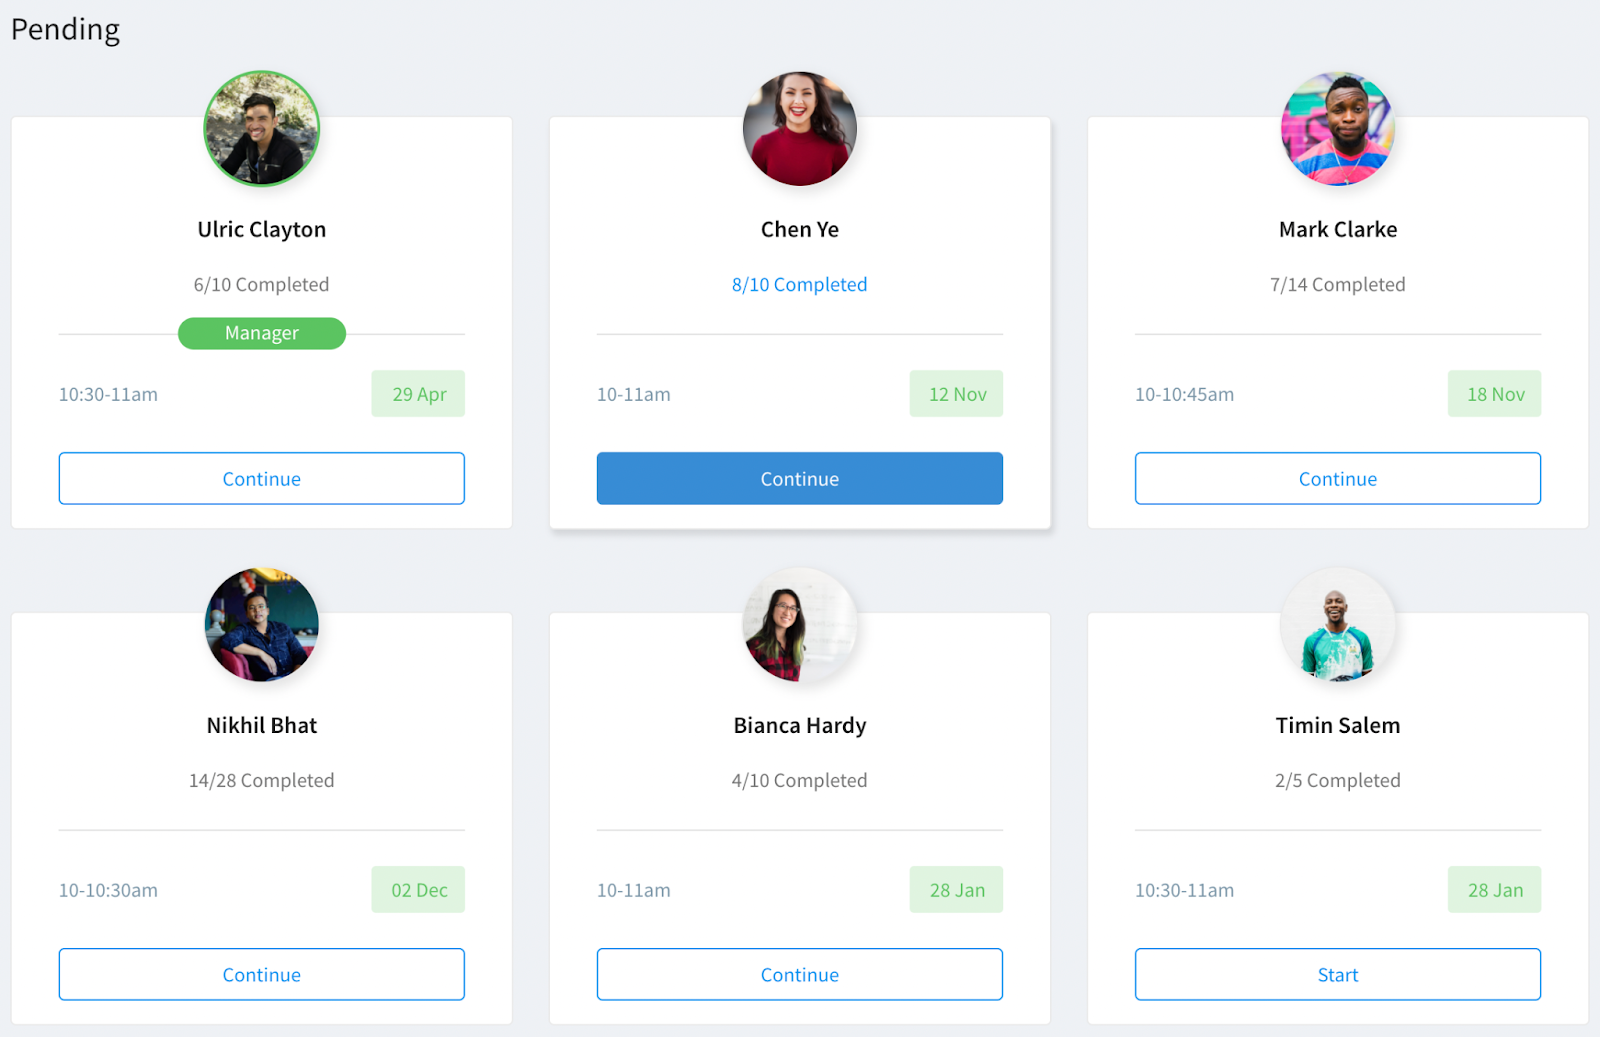 Pending
Ulric Clayton
6/10 Completed
Manager
10:30-11am
29 Apr
Continue
Chen Ye
8/10 Completed
10-11am
12 Nov
Continue
Mark Clarke
7/14 Completed
10-10:45am
18 Nov
Continue
Nikhil Bhat
14/28 Completed
10-10:30am
02 Dec
Continue
Bianca Hardy
4/10 Completed
10-11am
28 Jan
Continue
Timin Salem
2/5 Completed
10:30-11am
28 Jan
Start